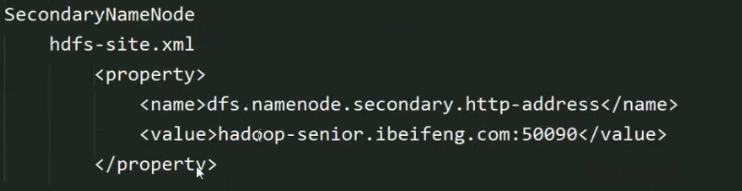 SecondaryNameNode
hdfs-site.xml
<property>
<name>dfs.namenode.secondary.http-address</name>
<value>hadoop-senior.ibeifeng.com:50090</value>
</property>